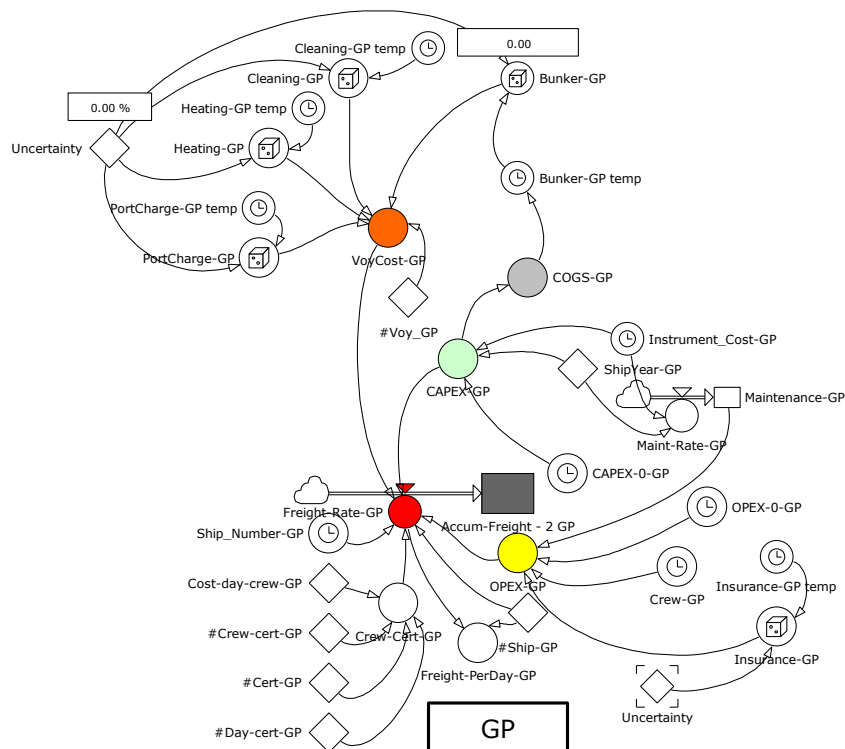 Cleaning-GP temp
0.00
Cleaning-GP
Bunker-GP
0.00 %
Heating-GP temp
Uncertainty
Heating-GP
Bunker-GP temp
PortCharge-GP temp
PortCharge-GP
VoyCost-GP
COGS-GP
#Voy_GP
Instrument_Cost-GP
ShipYear-GP
CAPEX-GP
Maintenance-GP
Maint-Rate-GP
CAPEX-0-GP
Freight-Rate-GP
OPEX-0-GP
Accum-Freight - 2 GP
Ship_Number-GP
OPEX-GP
Cost-day-crew-GP
Insurance-GP temp
Crew-GP
#Crew-cert-GP
Crew-Cert-GP
#Ship-GP
Insurance-GP
Freight-PerDay-GP
#Cert-GP
Uncertainty
#Day-cert-GP
GP